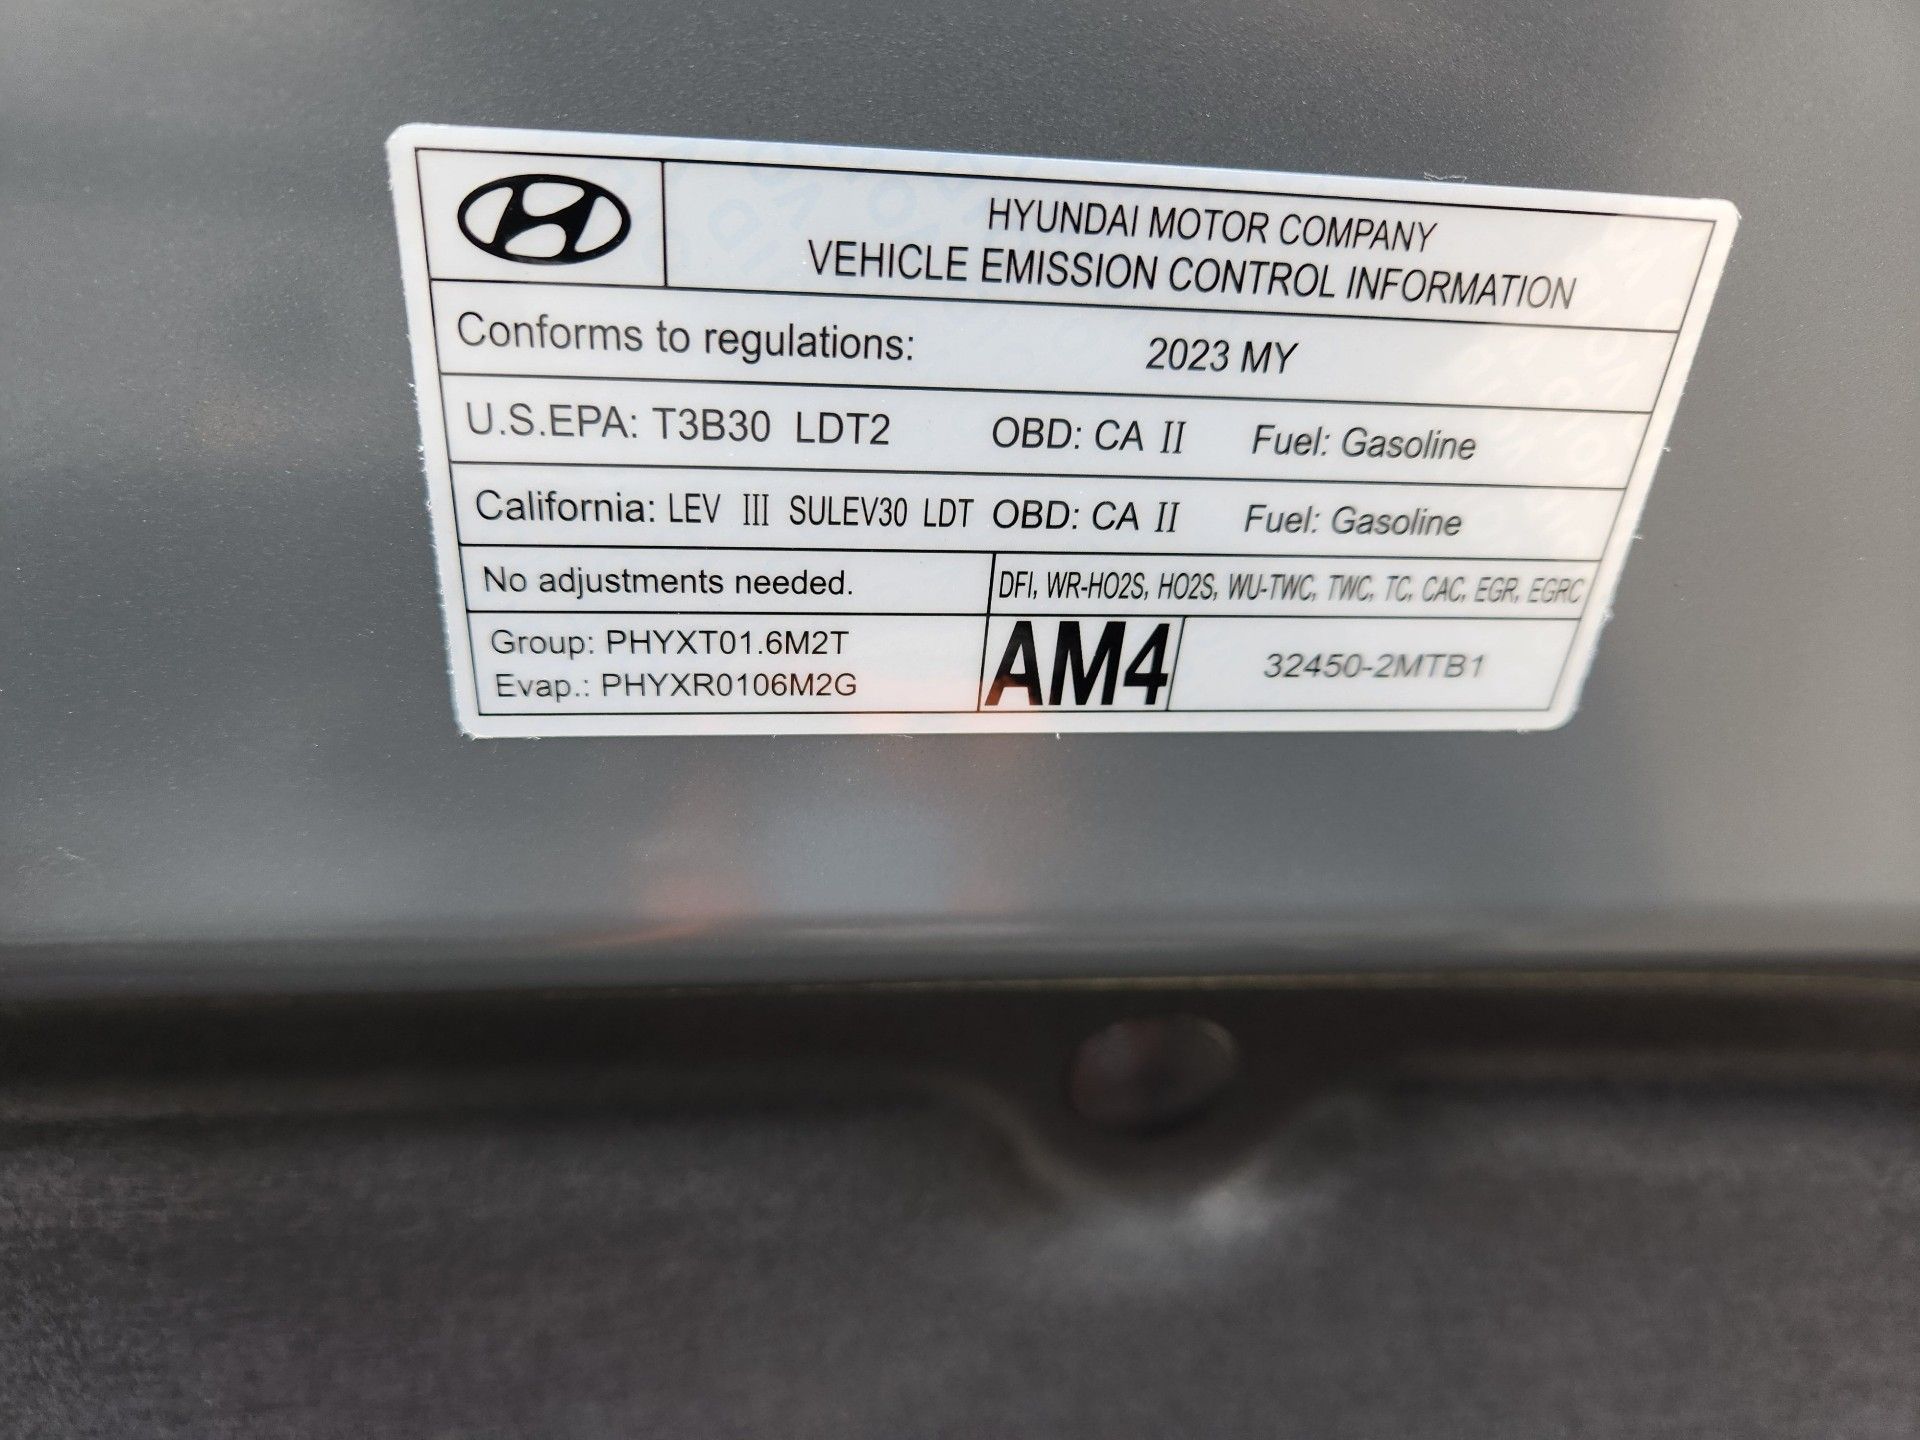 HYUNDAI MOTOR COMPANY
VEHICLE EMISSION CONTROL INFORMATION
Conforms to regulations: 2023 MY
U.S.EPA: T3B30 LDT2 OBD: CA II Fuel: Gasoline
California: LEV III SULEV30 LDT OBD: CA II Fuel: Gasoline
No adjustments needed. DFI, WR-HO2S, HO2S, WU-TWC, TWC, TC, CAC, EGR, EGRC
Group: PHYXT01.6M2T
Evap.: PHYXR0106M2G
AM4 32450-2MTB1